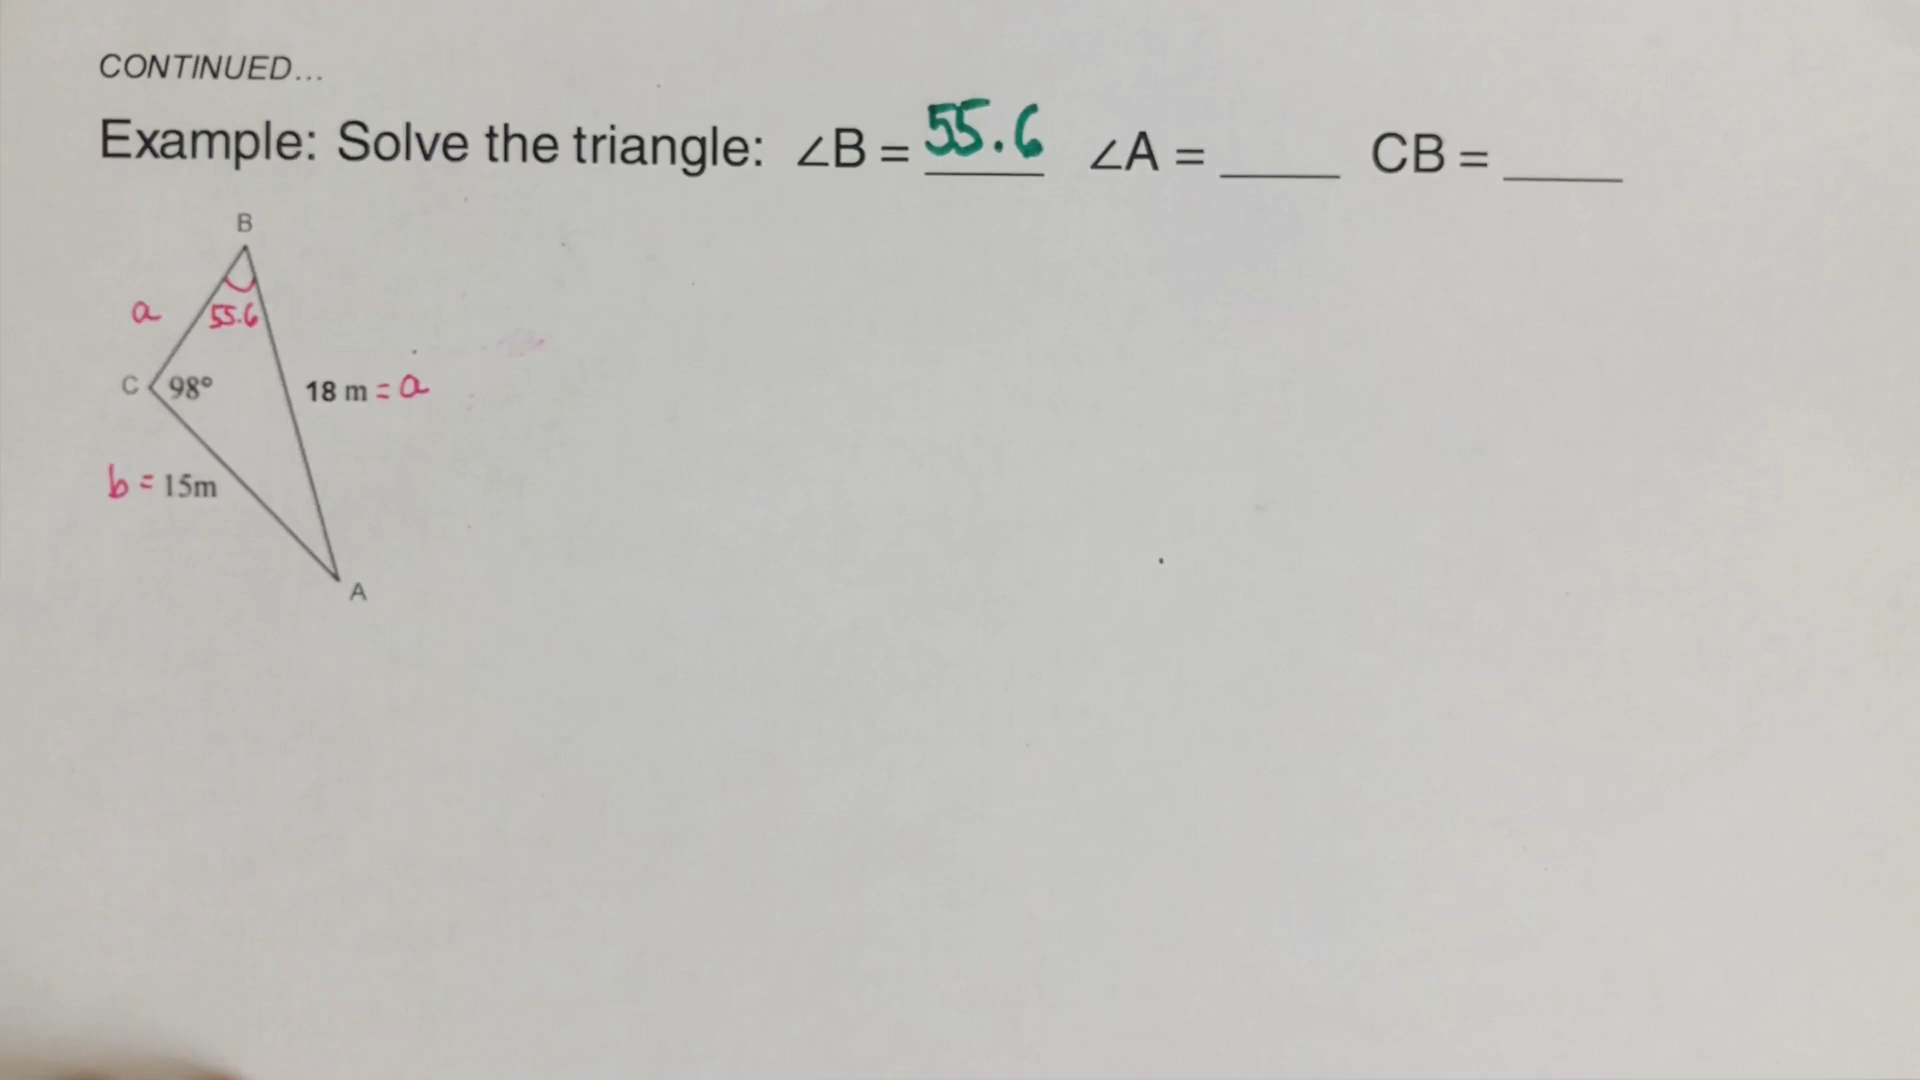 CONTINUED...
Example: Solve the triangle: ∠B = 55.6 ∠A = ____ CB = ____
B
a
55.6
C 98°
18 m = a
b = 15m
A